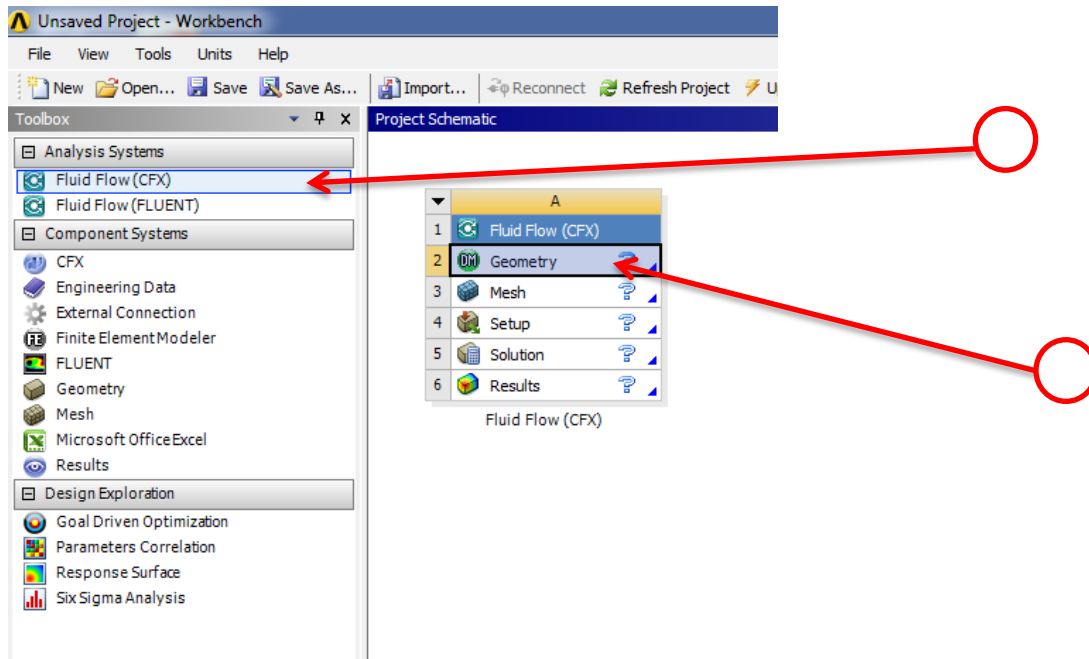 Unsaved Project - Workbench
File View Tools Units Help
New Open... Save Save As... Import... Reconnect Refresh Project
Toolbox
Project Schematic
Analysis Systems
Fluid Flow (CFX)
Fluid Flow (FLUENT)
Component Systems
CFX
Engineering Data
External Connection
Finite Element Modeler
FLUENT
Geometry
Mesh
Microsoft Office Excel
Results
Design Exploration
Goal Driven Optimization
Parameters Correlation
Response Surface
Six Sigma Analysis
A
1 Fluid Flow (CFX)
2 DM Geometry ?
3 Mesh ?
4 Setup ?
5 Solution ?
6 Results ?
Fluid Flow (CFX)